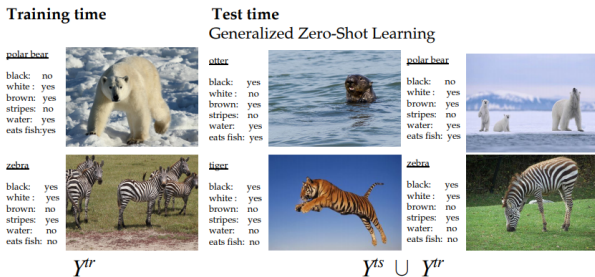 Training time
Test time
Generalized Zero-Shot Learning
polar bear
black: no
white : yes
brown: yes
stripes: no
water: yes
eats fish:yes
otter
black: yes
white : no
brown: yes
stripes: no
water: yes
eats fish: yes
polar bear
black: no
white : yes
brown: yes
stripes: no
water: yes
eats fish: yes
zebra
black: yes
white : yes
brown: no
stripes: yes
water: no
eats fish: no
tiger
black: yes
white : yes
brown: no
stripes: yes
water: no
eats fish: no
zebra
black: yes
white : yes
brown: no
stripes: yes
water: no
eats fish: no
Yᵗʳ
Yᵗˢ ∪ Yᵗʳ